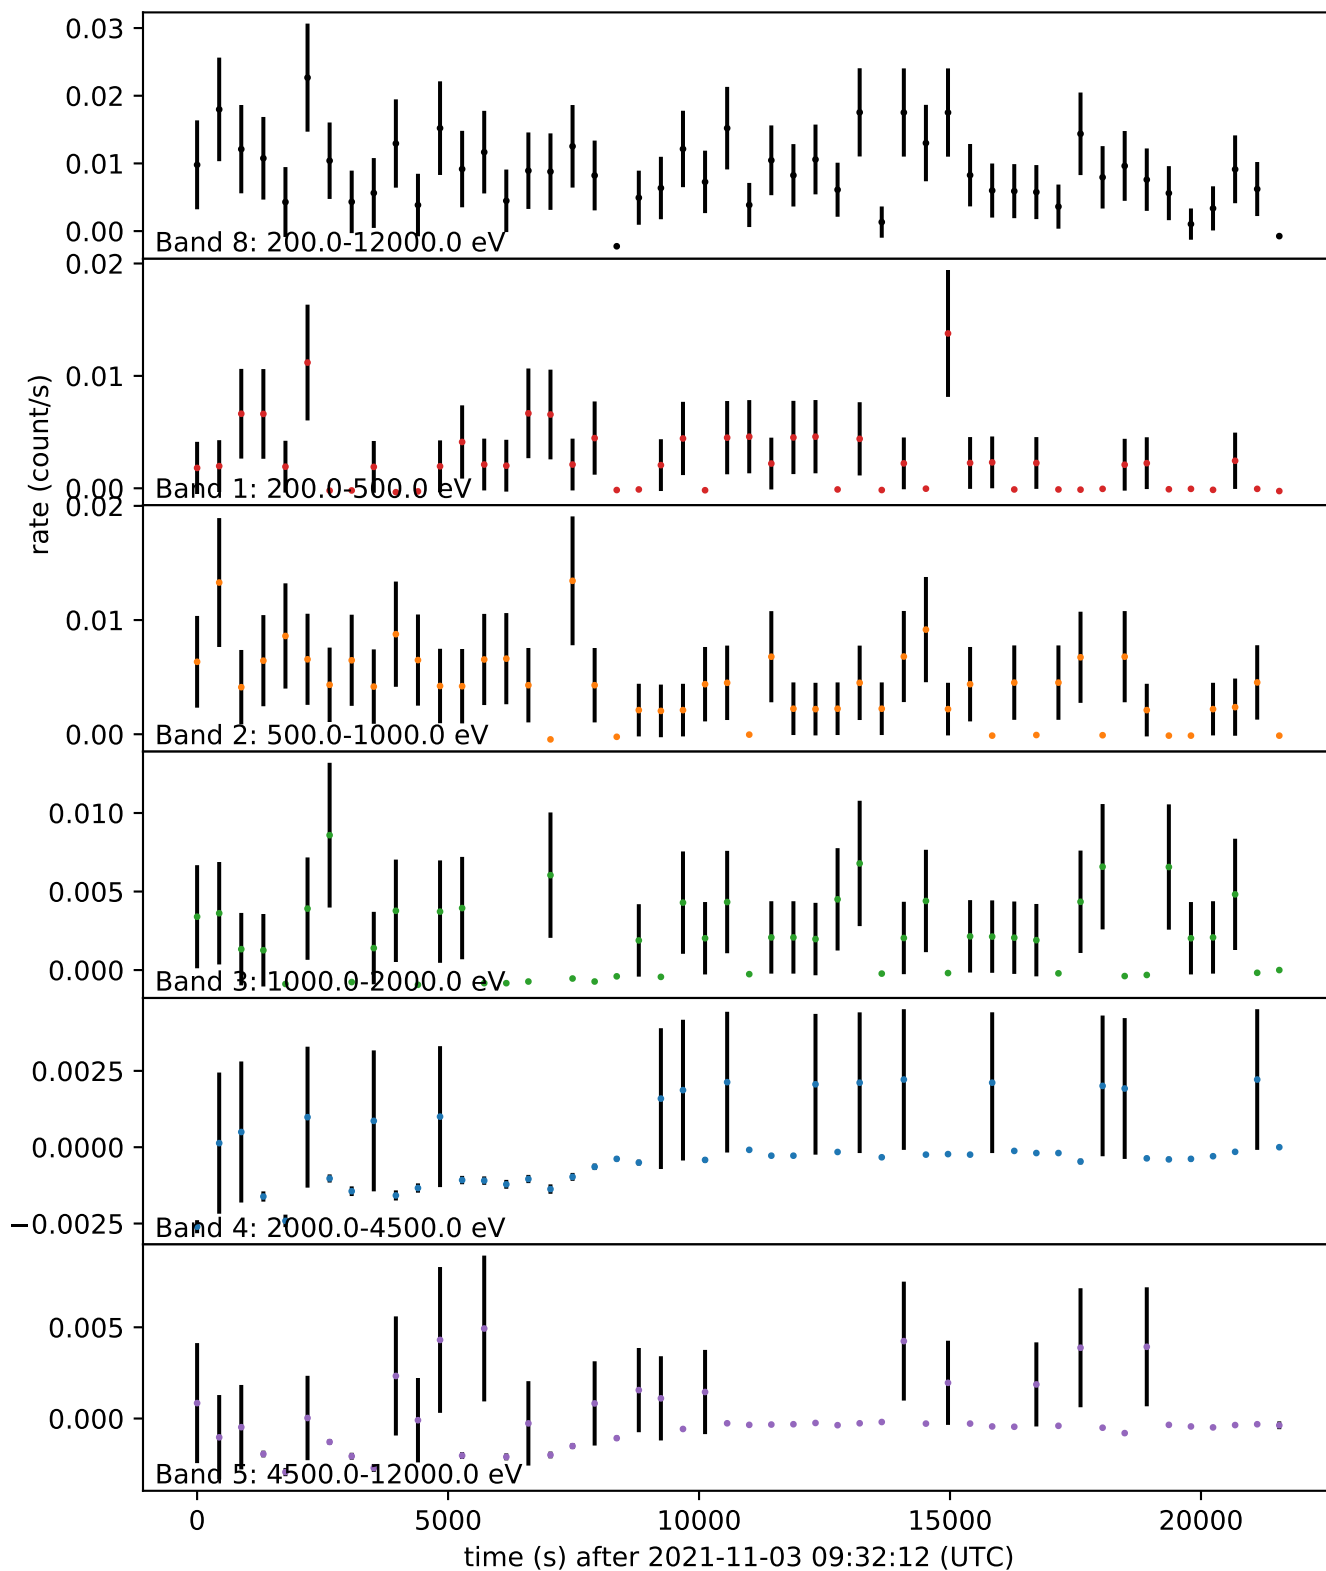 0.03
0.02
0.01
0.00
Band 8: 200.0-12000.0 eV
0.02
0.01
0.00
Band 1: 200.0-500.0 eV
rate (count/s)
0.02
0.01
0.00
Band 2: 500.0-1000.0 eV
0.010
0.005
0.000
Band 3: 1000.0-2000.0 eV
0.0025
0.0000
−0.0025
Band 4: 2000.0-4500.0 eV
0.005
0.000
Band 5: 4500.0-12000.0 eV
0 5000 10000 15000 20000
time (s) after 2021-11-03 09:32:12 (UTC)